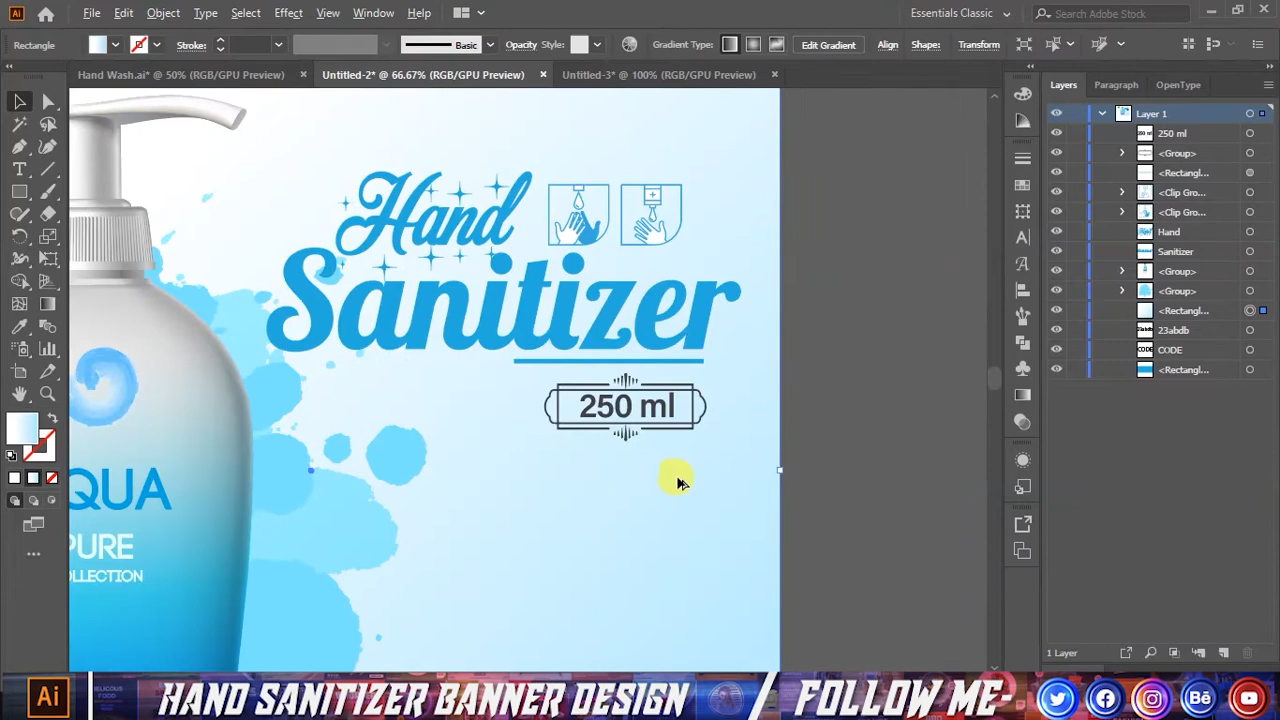 Ai File Edit Object Type Select Effect View Window Help Essentials Classic Search Adobe Stock
Rectangle Stroke: Basic Opacity Style: Gradient Type: Edit Gradient Align Shape: Transform
Hand Wash.ai* @ 50% (RGB/GPU Preview) Untitled-2* @ 66.67% (RGB/GPU Preview) Untitled-3* @ 100% (RGB/GPU Preview)
Layers Paragraph OpenType
Layer 1
250 ml
<Group>
<Rectangl...
<Clip Gro...
<Clip Gro...
Hand
Sanitizer
<Group>
<Group>
<Rectangl...
23abdb
CODE
<Rectangl...
1 Layer
Hand
Sanitizer
250 ml
QUA
PURE
OLLECTION
Ai HAND SANITIZER BANNER DESIGN / FOLLOW ME-